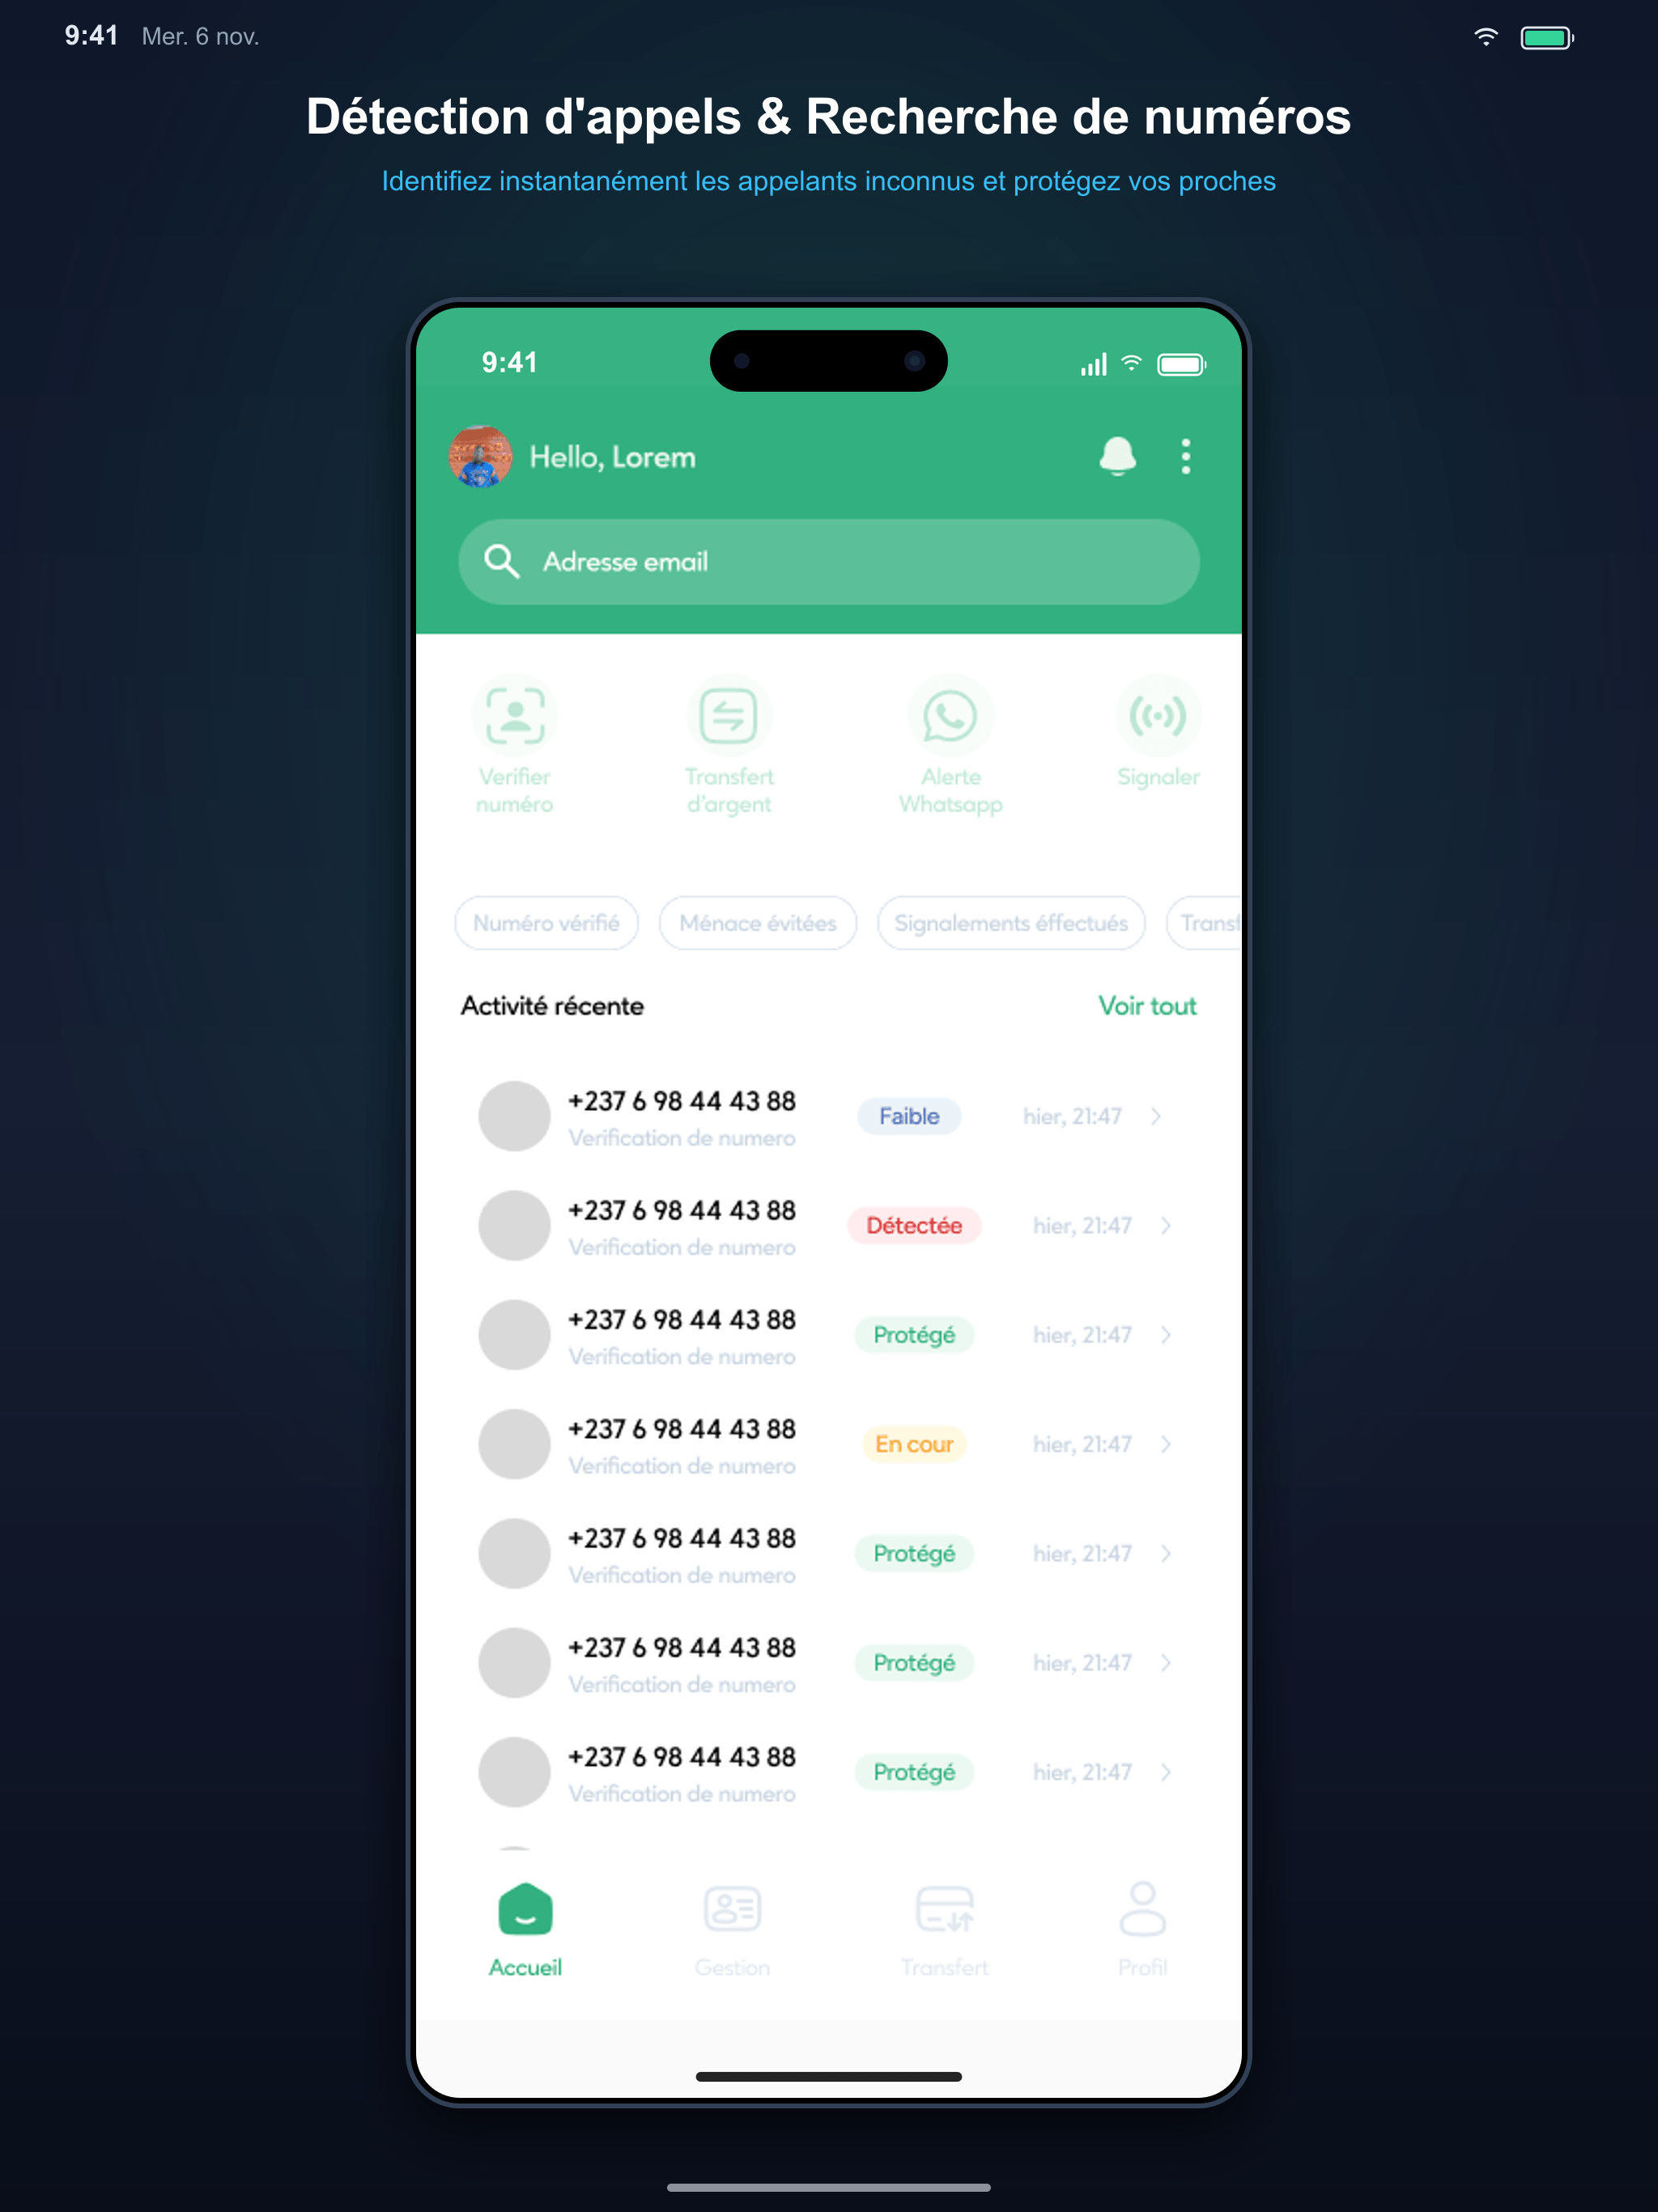 9:41 Mer. 6 nov.
Détection d'appels & Recherche de numéros
Identifiez instantanément les appelants inconnus et protégez vos proches
9:41
Hello, Lorem
Adresse email
Verifier numéro
Transfert d'argent
Alerte Whatsapp
Signaler
Numéro vérifié
Ménace évitées
Signalements éffectués
Transf
Activité récente
Voir tout
+237 6 98 44 43 88
Verification de numero
Faible
hier, 21:47
+237 6 98 44 43 88
Verification de numero
Détectée
hier, 21:47
+237 6 98 44 43 88
Verification de numero
Protégé
hier, 21:47
+237 6 98 44 43 88
Verification de numero
En cour
hier, 21:47
+237 6 98 44 43 88
Verification de numero
Protégé
hier, 21:47
+237 6 98 44 43 88
Verification de numero
Protégé
hier, 21:47
+237 6 98 44 43 88
Verification de numero
Protégé
hier, 21:47
Accueil
Gestion
Transfert
Profil